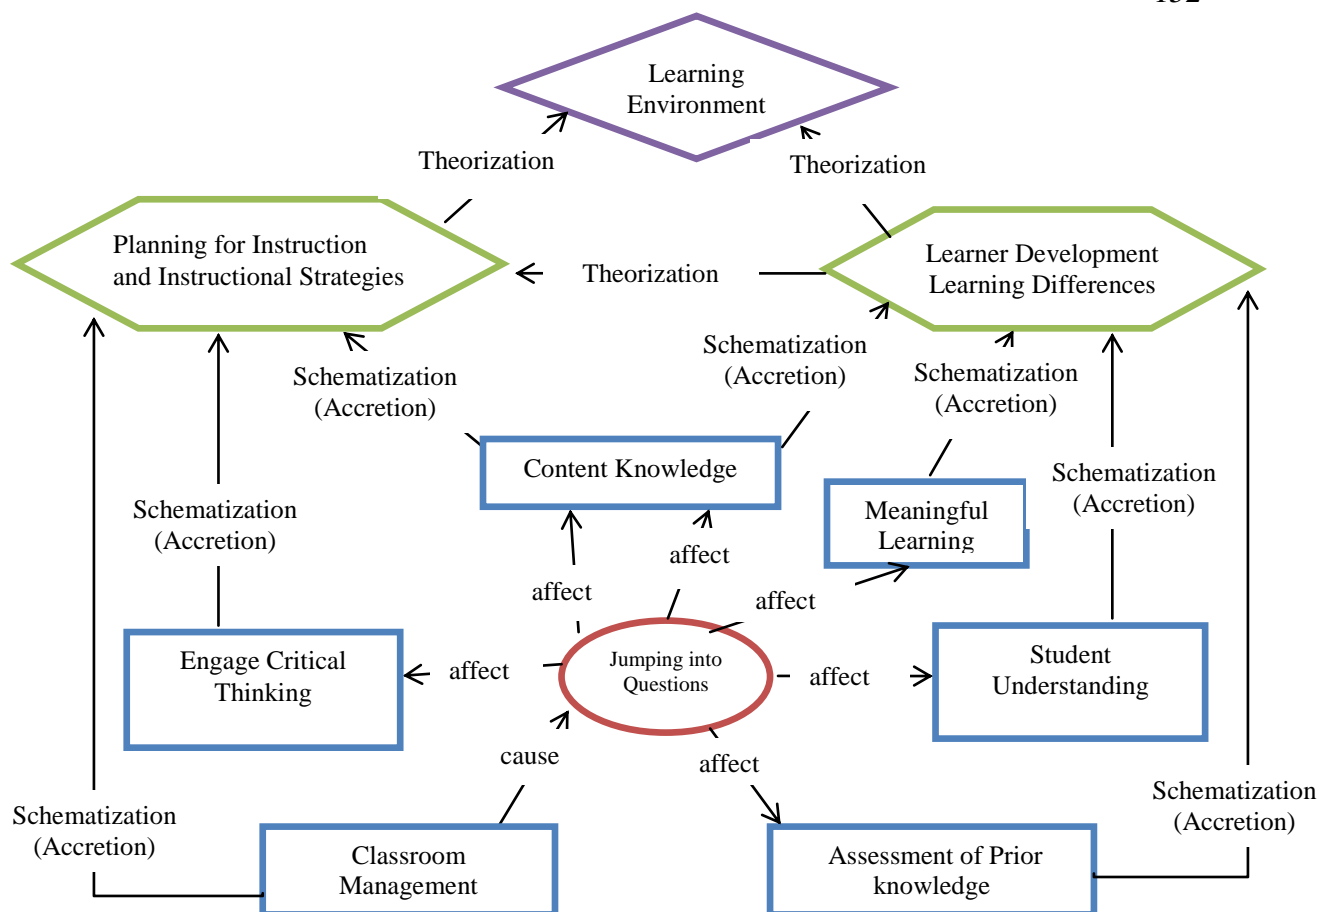 Learning
Environment
Theorization
Theorization
Planning for Instruction
and Instructional Strategies
Theorization
Learner Development
Learning Differences
Schematization
(Accretion)
Schematization
(Accretion)
Schematization
(Accretion)
Content Knowledge
Schematization
(Accretion)
Meaningful
Learning
Schematization
(Accretion)
affect
affect
affect
Engage Critical
Thinking
affect
Jumping into
Questions
affect
Student
Understanding
cause
affect
Schematization
(Accretion)
Schematization
(Accretion)
Classroom
Management
Assessment of Prior
knowledge